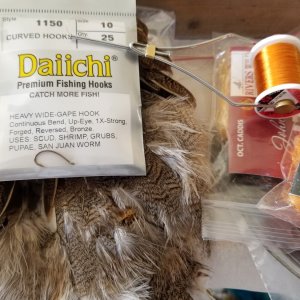 Style 1150 Size 10
CURVED HOOKS Qty. 25
Daiichi®
Premium Fishing Hooks
CATCH MORE FISH!
HEAVY WIDE-GAPE HOOK
Continuous Bend, Up-Eye, 1X-Strong,
Forged, Reversed, Bronze.
USES: SCUD, SHRIMP, GRUBS,
PUPAE, SAN JUAN WORM
OCT. CADDIS